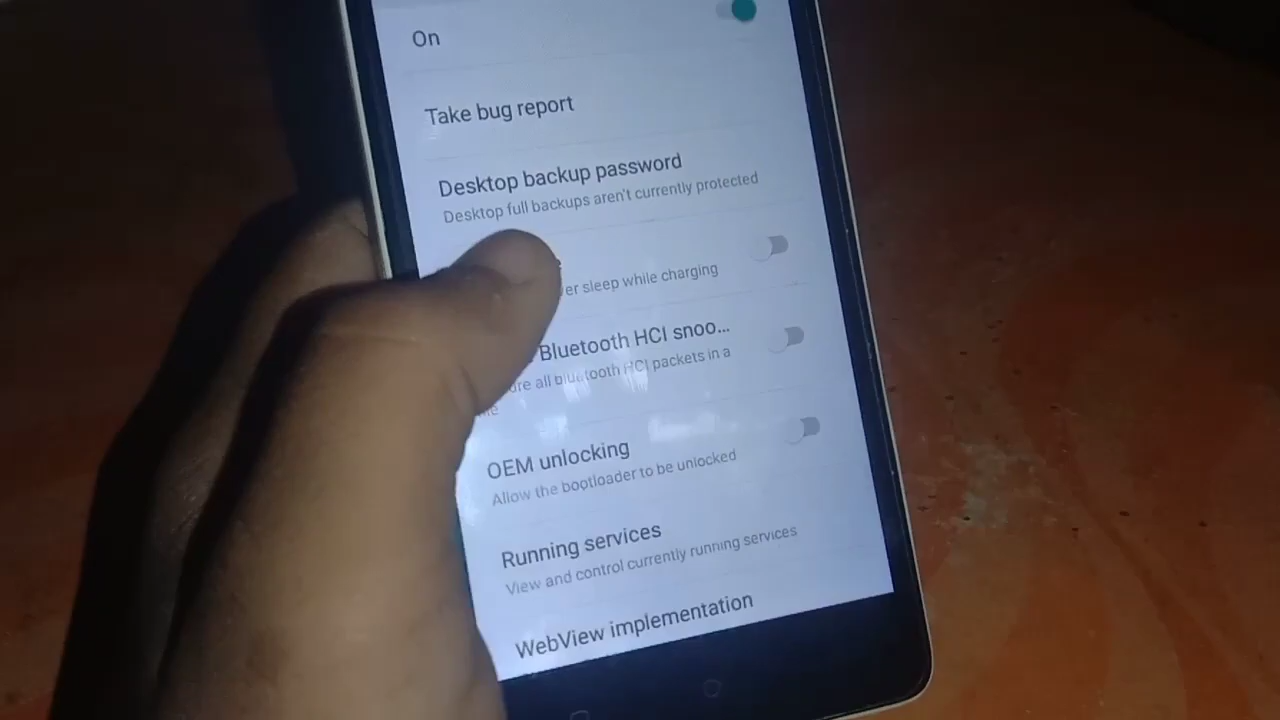 On
Take bug report
Desktop backup password
Desktop full backups aren't currently protected
sleep while charging
Bluetooth HCI snoo...
all bluetooth HCI packets in a
OEM unlocking
Allow the bootloader to be unlocked
Running services
View and control currently running services
WebView implementation